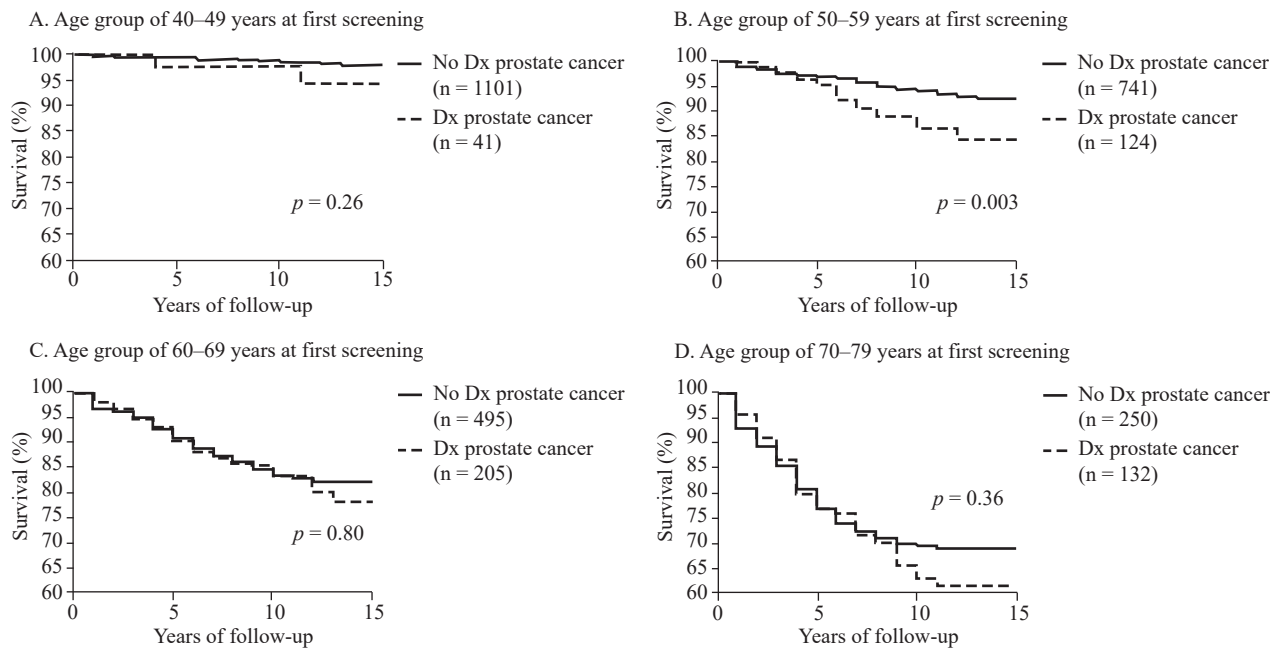 A. Age group of 40–49 years at first screening
100
95
90
85
80
75
70
65
60
Survival (%)
0
5
10
15
Years of follow-up
No Dx prostate cancer
(n = 1101)
Dx prostate cancer
(n = 41)
p = 0.26
B. Age group of 50–59 years at first screening
100
95
90
85
80
75
70
65
60
Survival (%)
0
5
10
15
Years of follow-up
No Dx prostate cancer
(n = 741)
Dx prostate cancer
(n = 124)
p = 0.003
C. Age group of 60–69 years at first screening
100
95
90
85
80
75
70
65
60
Survival (%)
0
5
10
15
Years of follow-up
No Dx prostate cancer
(n = 495)
Dx prostate cancer
(n = 205)
p = 0.80
D. Age group of 70–79 years at first screening
100
95
90
85
80
75
70
65
60
Survival (%)
0
5
10
15
Years of follow-up
No Dx prostate cancer
(n = 250)
Dx prostate cancer
(n = 132)
p = 0.36